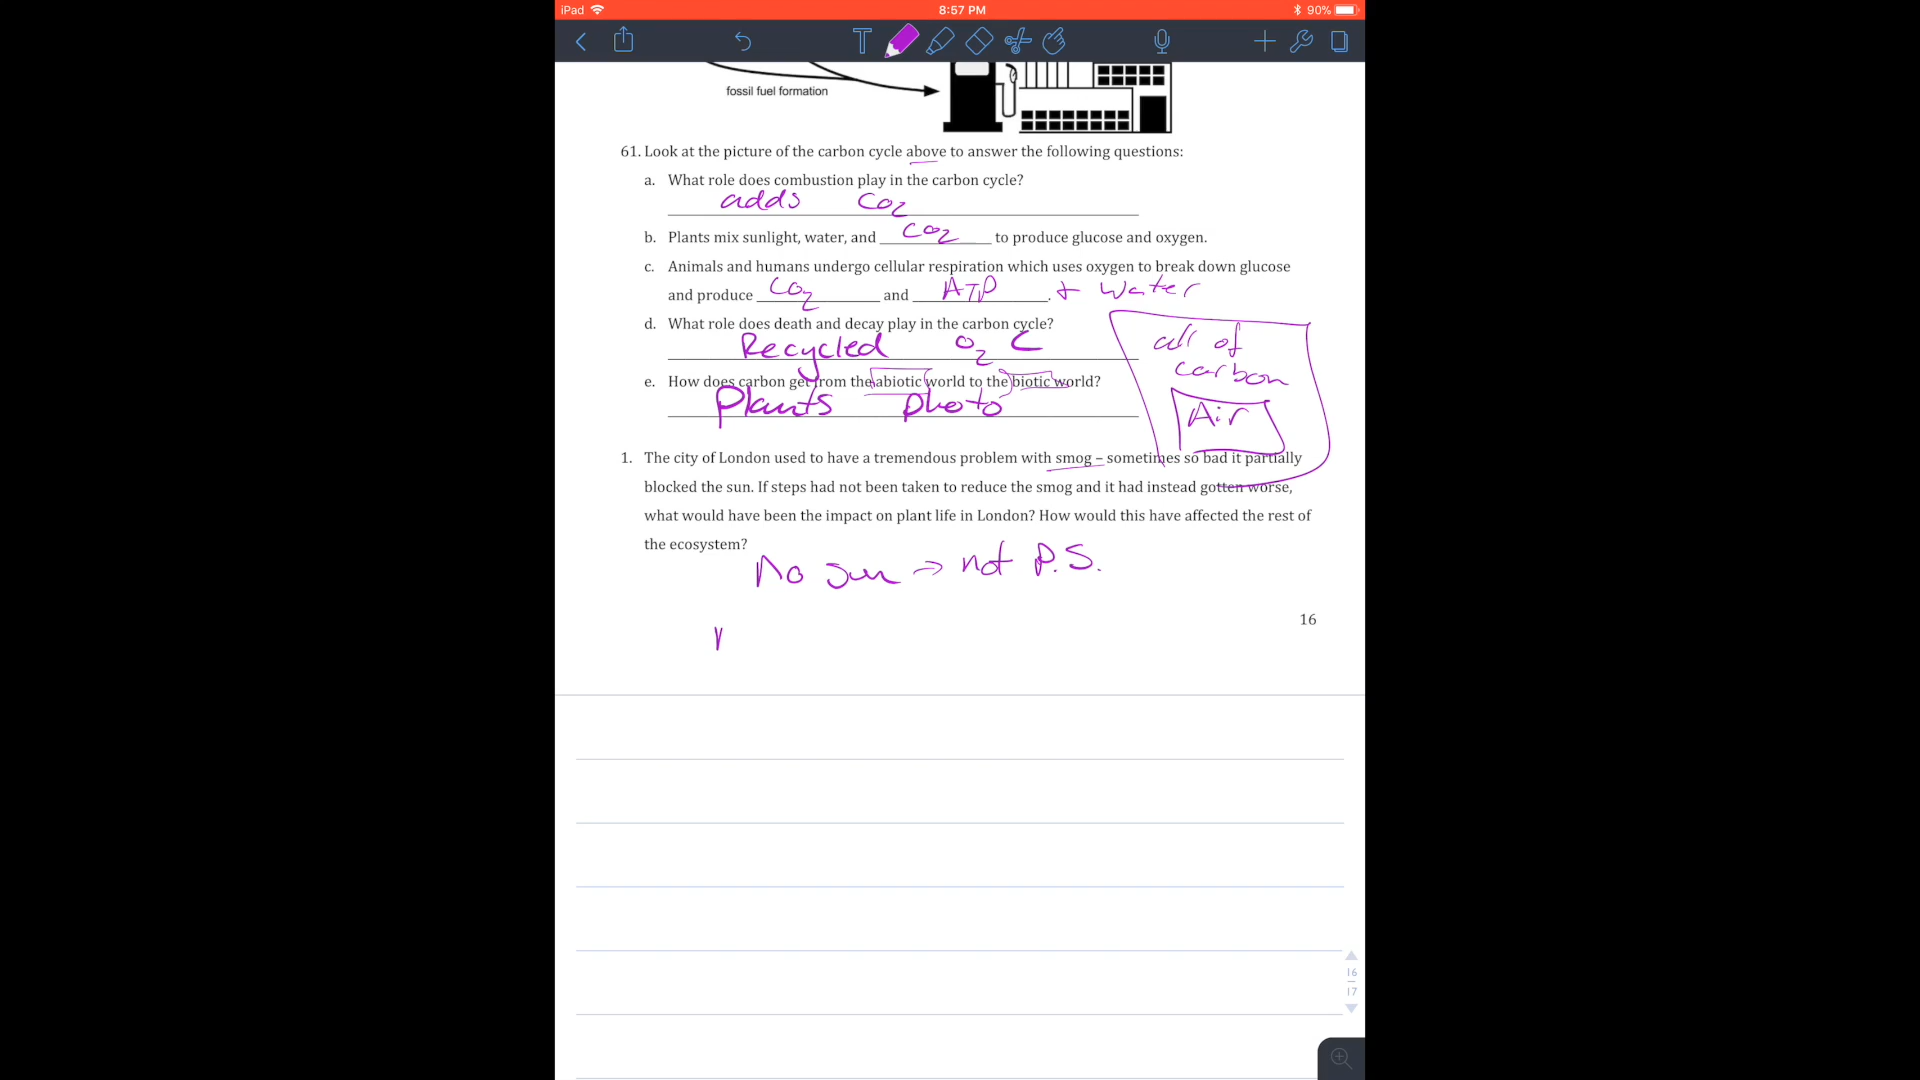 iPad 8:57 PM 90%
T
fossil fuel formation
61. Look at the picture of the carbon cycle above to answer the following questions:
a. What role does combustion play in the carbon cycle?
adds CO2
b. Plants mix sunlight, water, and CO2 to produce glucose and oxygen.
c. Animals and humans undergo cellular respiration which uses oxygen to break down glucose
and produce CO2 and ATP. + water
d. What role does death and decay play in the carbon cycle?
Recycled O2 C
all of
carbon
Air
e. How does carbon get from the abiotic world to the biotic world?
Plants photo
1. The city of London used to have a tremendous problem with smog – sometimes so bad it partially
blocked the sun. If steps had not been taken to reduce the smog and it had instead gotten worse,
what would have been the impact on plant life in London? How would this have affected the rest of
the ecosystem?
No sun → not P.S.
16
16
17